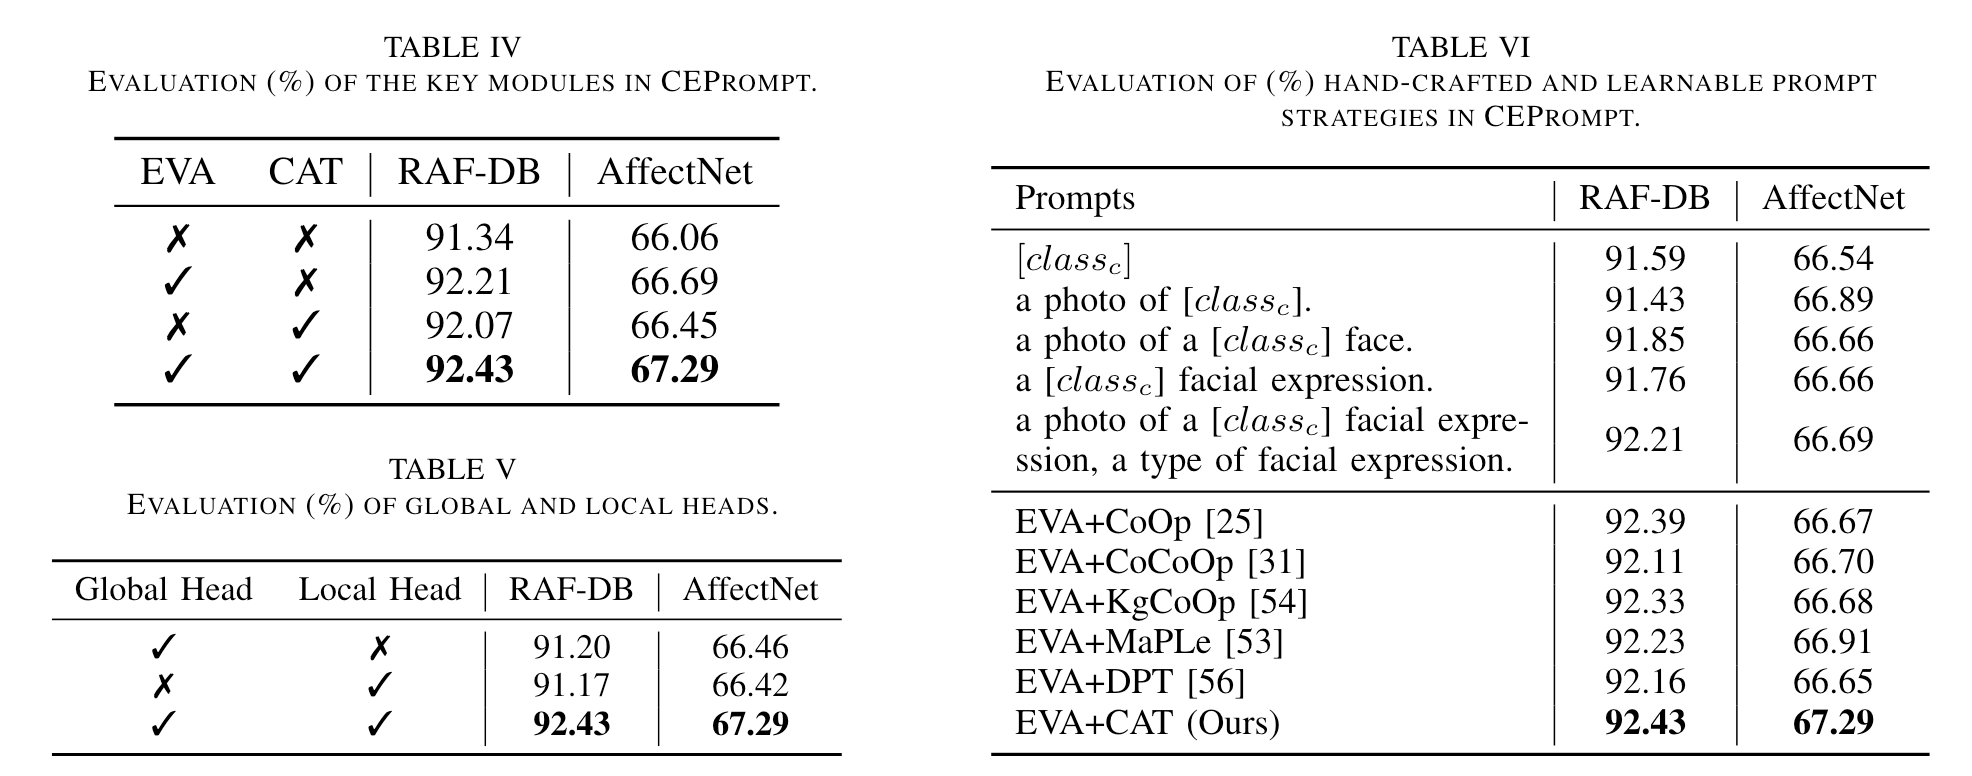 TABLE IV
EVALUATION (%) OF THE KEY MODULES IN CEPROMPT.
EVA CAT RAF-DB AffectNet
✗ ✗ 91.34 66.06
✓ ✗ 92.21 66.69
✗ ✓ 92.07 66.45
✓ ✓ 92.43 67.29
TABLE V
EVALUATION (%) OF GLOBAL AND LOCAL HEADS.
Global Head Local Head RAF-DB AffectNet
✓ ✗ 91.20 66.46
✗ ✓ 91.17 66.42
✓ ✓ 92.43 67.29
TABLE VI
EVALUATION OF (%) HAND-CRAFTED AND LEARNABLE PROMPT
STRATEGIES IN CEPROMPT.
Prompts RAF-DB AffectNet
[class_c] 91.59 66.54
a photo of [class_c]. 91.43 66.89
a photo of a [class_c] face. 91.85 66.66
a [class_c] facial expression. 91.76 66.66
a photo of a [class_c] facial expre-
ssion, a type of facial expression. 92.21 66.69
EVA+CoOp [25] 92.39 66.67
EVA+CoCoOp [31] 92.11 66.70
EVA+KgCoOp [54] 92.33 66.68
EVA+MaPLe [53] 92.23 66.91
EVA+DPT [56] 92.16 66.65
EVA+CAT (Ours) 92.43 67.29